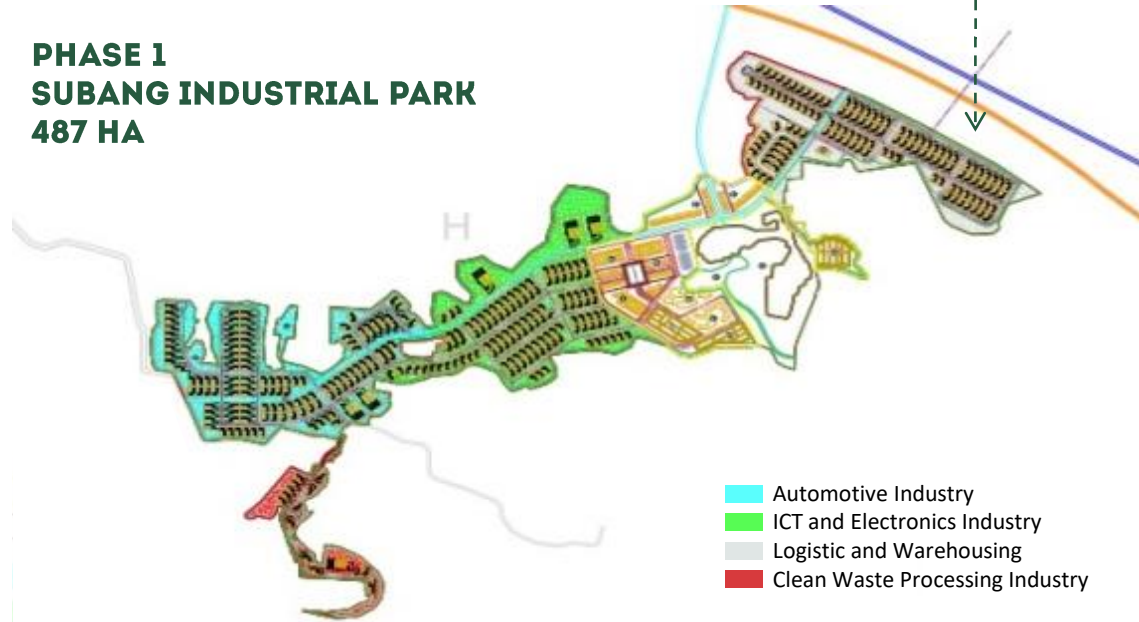 PHASE 1
SUBANG INDUSTRIAL PARK
487 HA
H
Automotive Industry
ICT and Electronics Industry
Logistic and Warehousing
Clean Waste Processing Industry